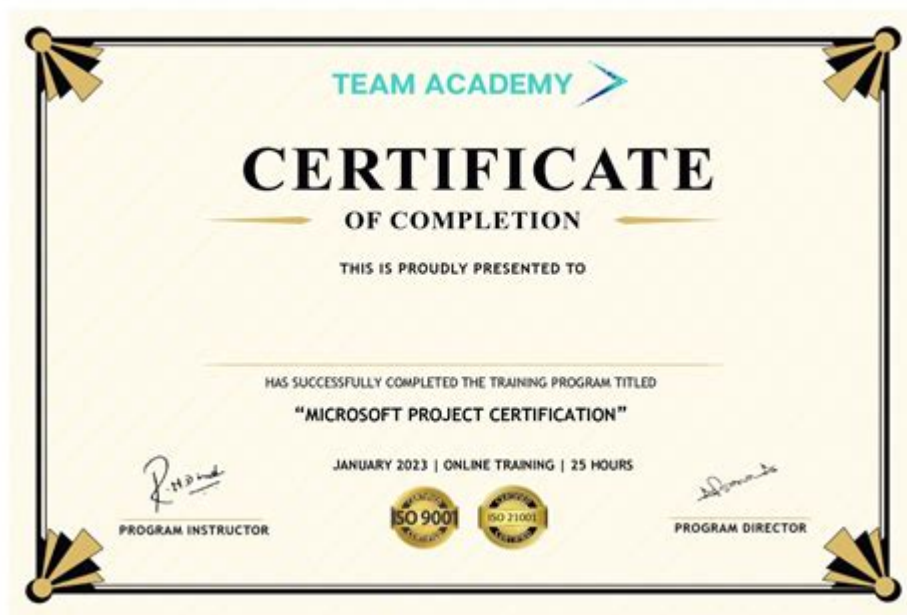 TEAM ACADEMY
CERTIFICATE
OF COMPLETION
THIS IS PROUDLY PRESENTED TO
HAS SUCCESSFULLY COMPLETED THE TRAINING PROGRAM TITLED
“MICROSOFT PROJECT CERTIFICATION”
JANUARY 2023 | ONLINE TRAINING | 25 HOURS
ISO 9001
ISO 21001
CERTIFIED
PROGRAM INSTRUCTOR
PROGRAM DIRECTOR